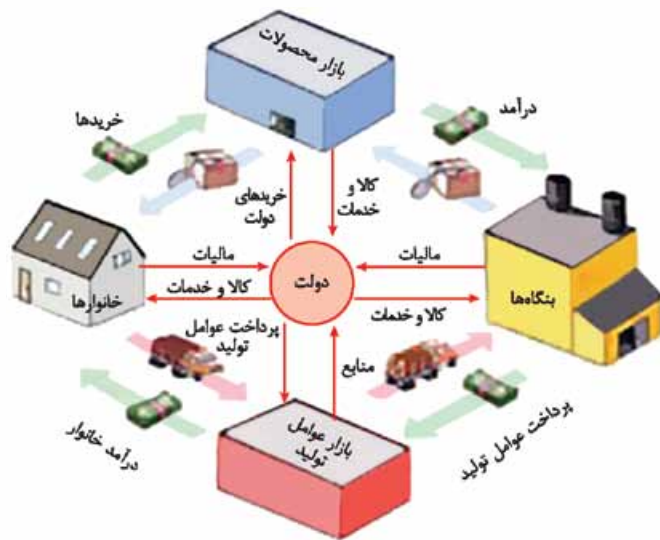 بازار محصولات
درآمد
خریدها
کالا و
خدمات
خریدهای
دولت
مالیات
مالیات
دولت
بنگاه‌ها
خانوارها
کالا و خدمات
کالا و خدمات
منابع
پرداخت عوامل
تولید
بازار عوامل
تولید
پرداخت عوامل تولید
درآمد خانوار